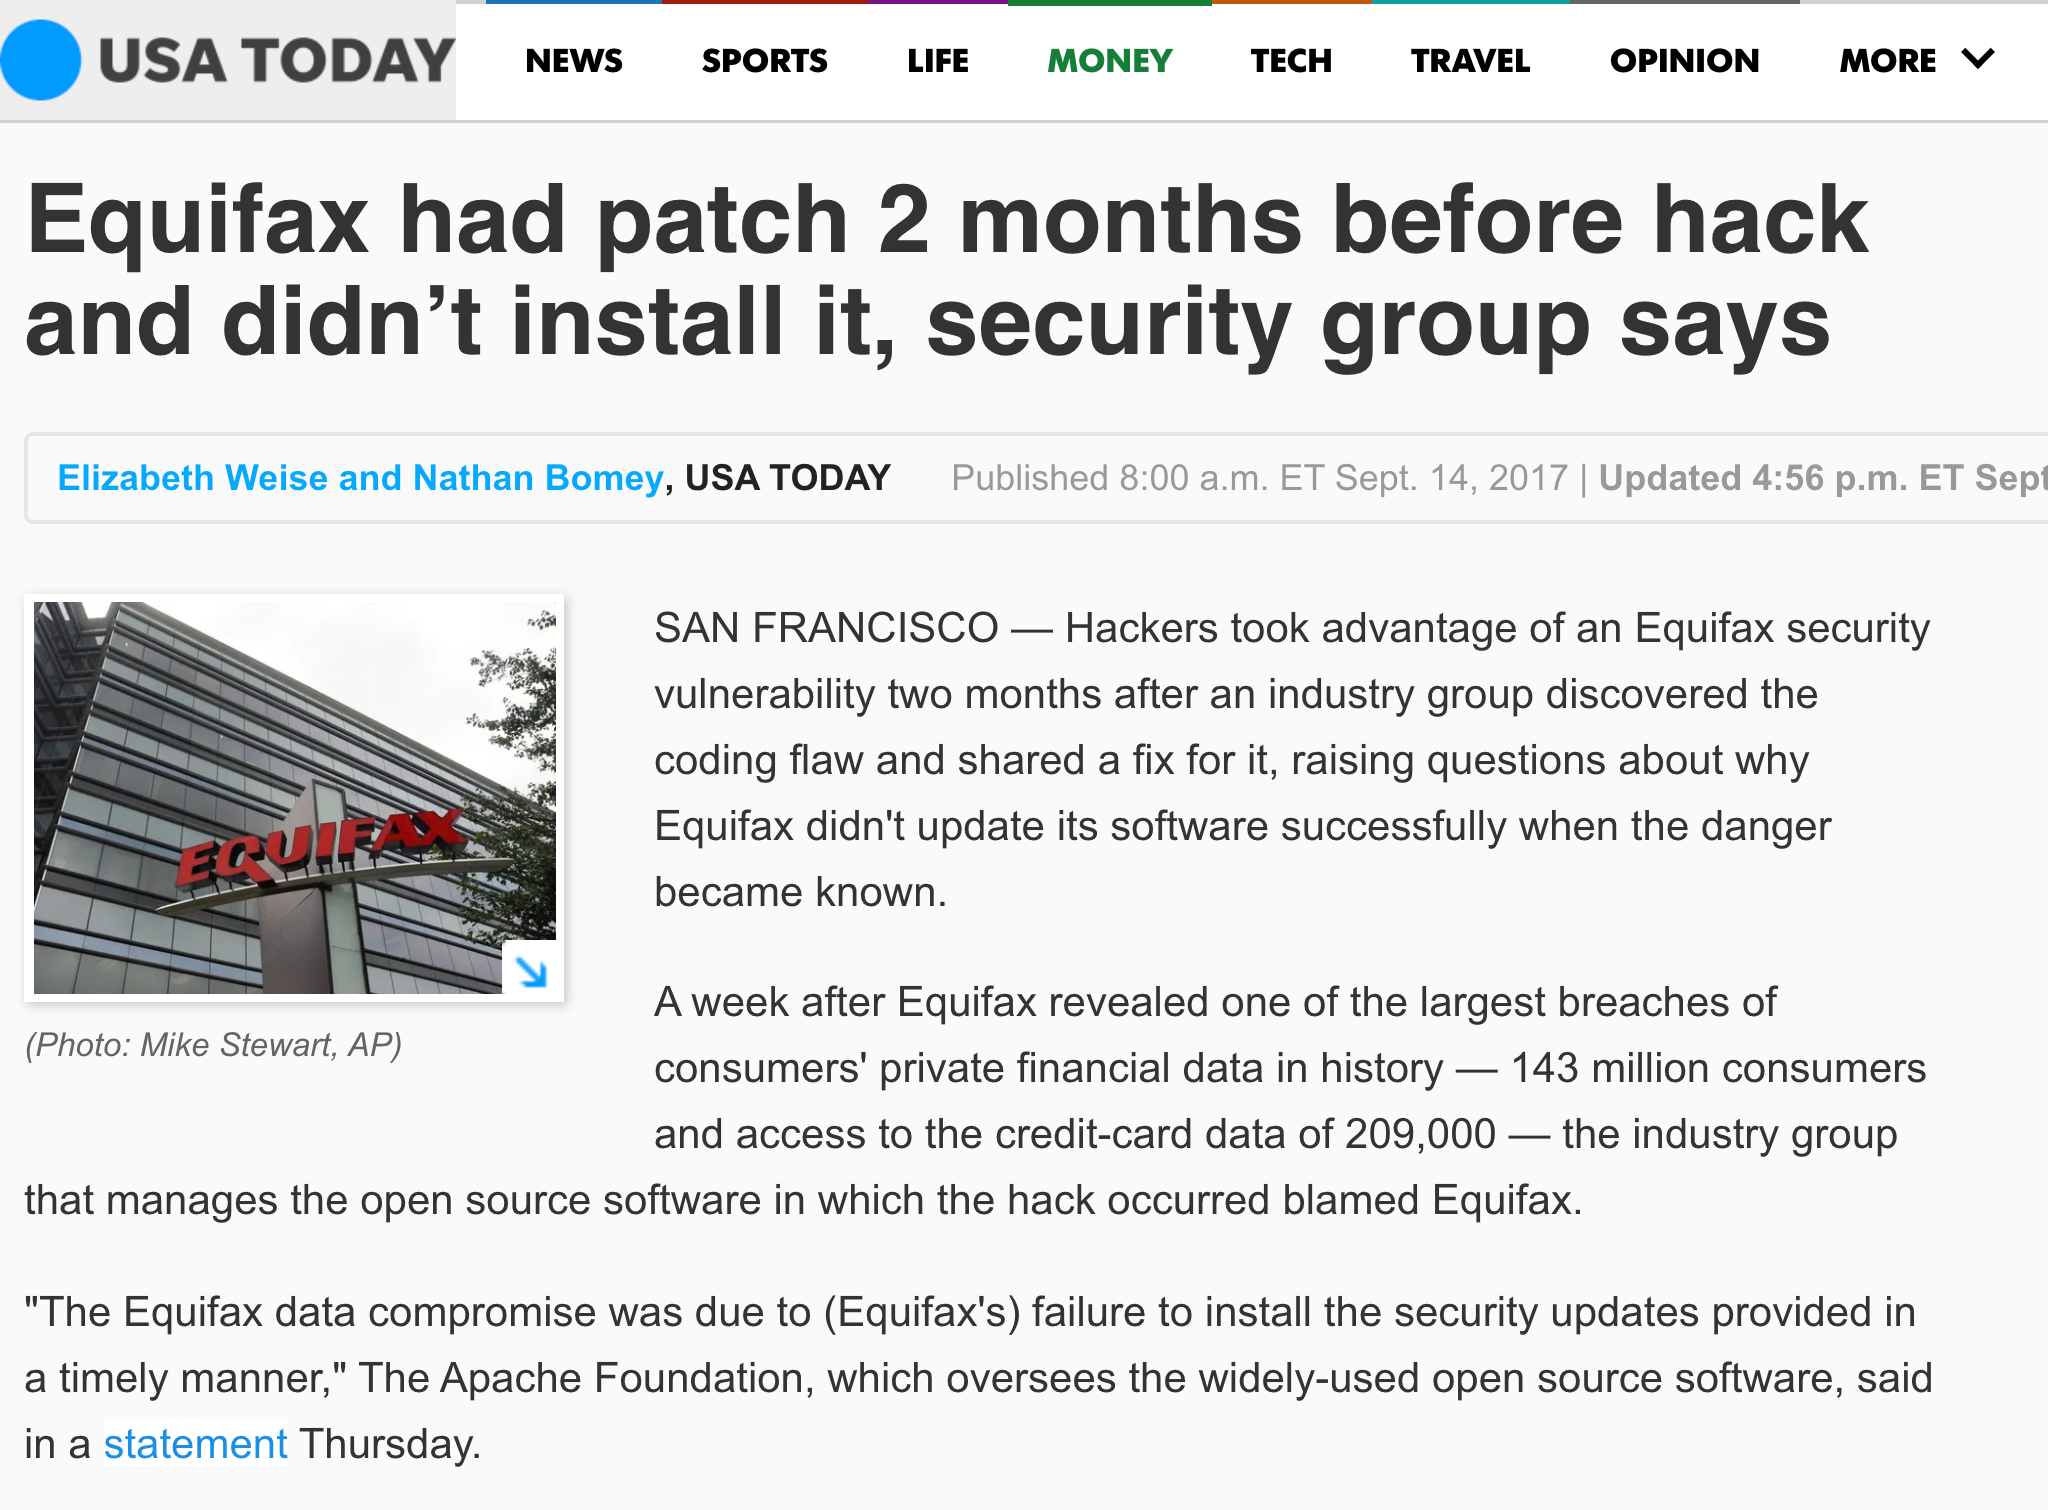 USA TODAY
NEWS SPORTS LIFE MONEY TECH TRAVEL OPINION MORE
Equifax had patch 2 months before hack
and didn’t install it, security group says
Elizabeth Weise and Nathan Bomey, USA TODAY Published 8:00 a.m. ET Sept. 14, 2017 | Updated 4:56 p.m. ET Sept
EQUIFAX
(Photo: Mike Stewart, AP)
SAN FRANCISCO — Hackers took advantage of an Equifax security
vulnerability two months after an industry group discovered the
coding flaw and shared a fix for it, raising questions about why
Equifax didn't update its software successfully when the danger
became known.
A week after Equifax revealed one of the largest breaches of
consumers' private financial data in history — 143 million consumers
and access to the credit-card data of 209,000 — the industry group
that manages the open source software in which the hack occurred blamed Equifax.
"The Equifax data compromise was due to (Equifax's) failure to install the security updates provided in
a timely manner," The Apache Foundation, which oversees the widely-used open source software, said
in a statement Thursday.